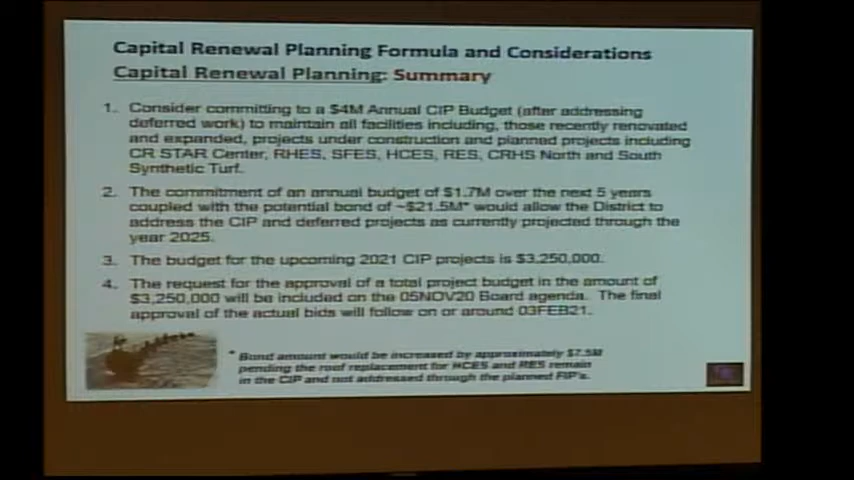 Capital Renewal Planning Formula and Considerations
Capital Renewal Planning: Summary
1. Consider committing to a $4M Annual CIP Budget (after addressing
deferred work) to maintain all facilities including, those recently renovated
and expanded, projects under construction and planned projects including
CR STAR Center, RHES, SFES, HCES, RES, CRHS North and South
Synthetic Turf.
2. The commitment of an annual budget of $1.7M over the next 5 years
coupled with the potential bond of ~$21.5M* would allow the District to
address the CIP and deferred projects as currently projected through the
year 2025.
3. The budget for the upcoming 2021 CIP projects is $3,250,000.
4. The request for the approval of a total project budget in the amount of
$3,250,000 will be included on the 05NOV20 Board agenda. The final
approval of the actual bids will follow on or around 03FEB21.
* Bond amount would be increased by approximately $7.5M
pending the roof replacement for HCES and RES remain
in the CIP and not addressed through the planned FIP's.